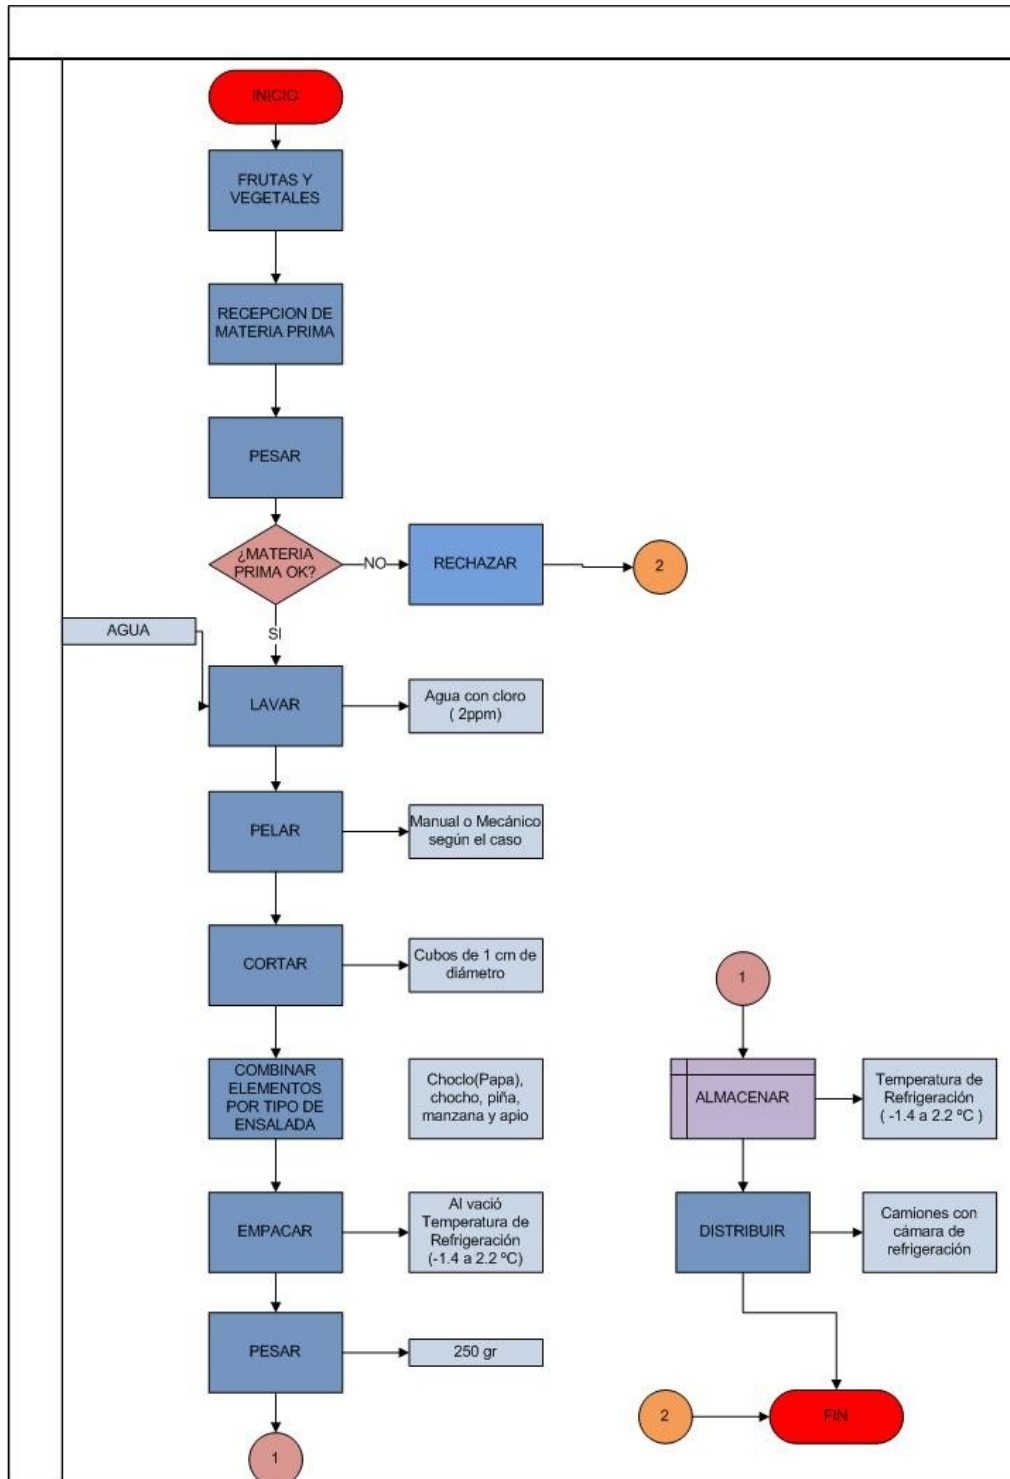 INICIO
FRUTAS Y
VEGETALES
RECEPCION DE
MATERIA PRIMA
PESAR
¿MATERIA
PRIMA OK?
NO
RECHAZAR
2
SI
AGUA
LAVAR
Agua con cloro
( 2ppm)
PELAR
Manual o Mecánico
según el caso
CORTAR
Cubos de 1 cm de
diámetro
COMBINAR
ELEMENTOS
POR TIPO DE
ENSALADA
Choclo(Papa),
chocho, piña,
manzana y apio
EMPACAR
Al vació
Temperatura de
Refrigeración
(-1.4 a 2.2 ºC)
PESAR
250 gr
1
1
ALMACENAR
Temperatura de
Refrigeración
( -1.4 a 2.2 ºC )
DISTRIBUIR
Camiones con
cámara de
refrigeración
2
FIN